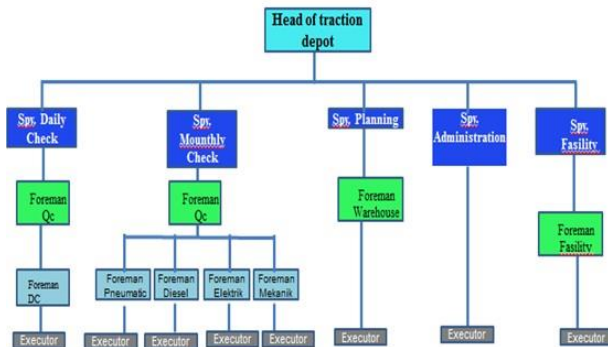 Head of traction
depot
Spv, Daily
Check
Spv,
Mounthly
Check
Spv, Planning
Spv,
Administration
Spv,
Fasility
Foreman
Qc
Foreman
Qc
Foreman
Warehouse
Foreman
Fasility
Foreman
DC
Foreman
Pneumatic
Foreman
Diesel
Foreman
Elektrik
Foreman
Mekanik
Executor
Executor
Executor
Executor
Executor
Executor
Executor
Executor